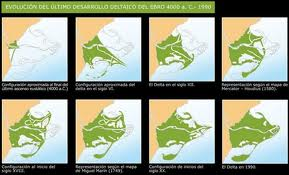 EVOLUCIÓN DEL ÚLTIMO DESARROLLO DELTAICO DEL EBRO 4000 a. C.- 1990
Configuración aproximada al final del
último ascenso eustático (4000 a.C.)
Configuración aproximada del
delta en el siglo VI.
El Delta en el siglo XII.
Representación según el mapa de
Mercator – Hondius (1580).
Configuración al inicio del
siglo XVIII.
Representación según el mapa
de Miguel Marín (1749).
Configuración de inicios del
siglo XX.
El Delta en 1990.